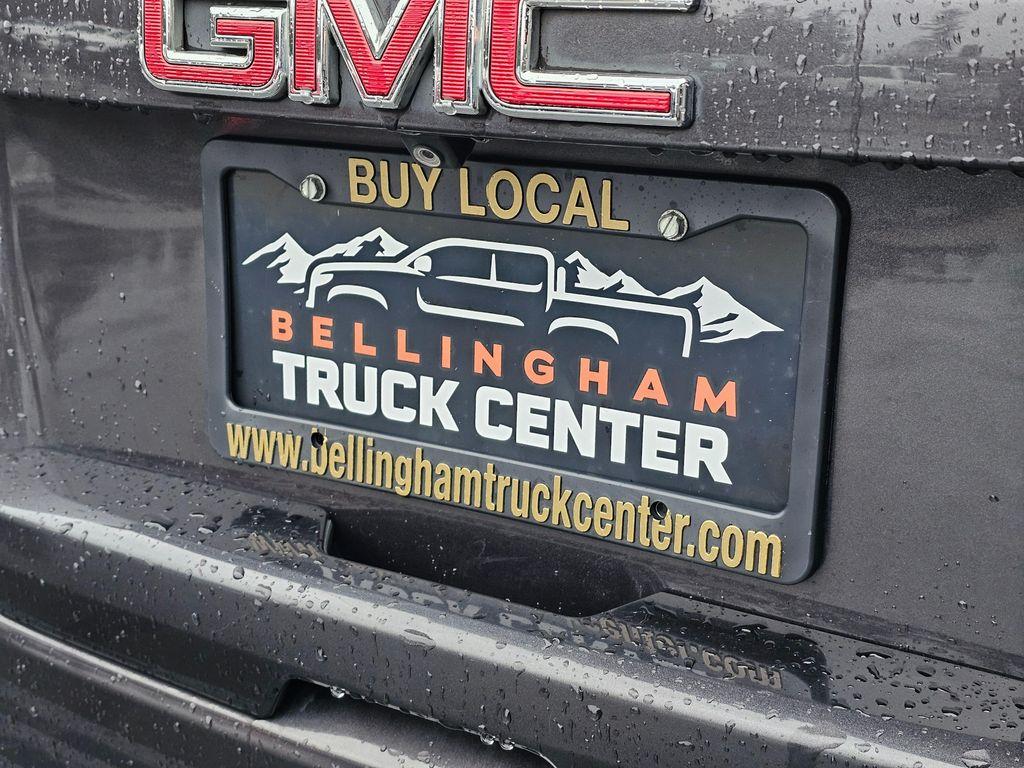 GMC
BUY LOCAL
BELLINGHAM
TRUCK CENTER
www.bellinghamtruckcenter.com